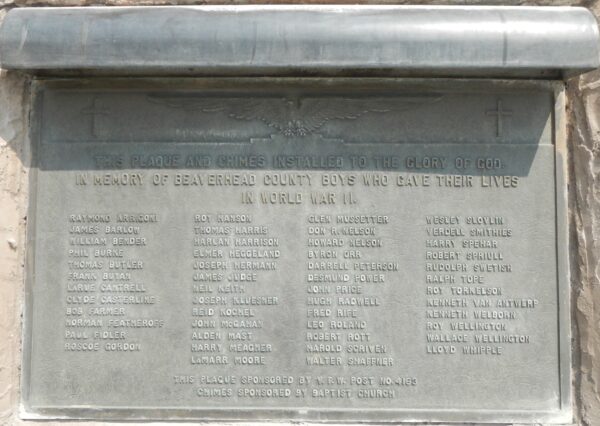 THIS PLAQUE AND CHIMES INSTALLED TO THE GLORY OF GOD.
IN MEMORY OF BEAVERHEAD COUNTY BOYS WHO GAVE THEIR LIVES
IN WORLD WAR II.
RAYMOND ARRIGONI
JAMES BARLOW
WILLIAM BENDER
PHIL BURKE
THOMAS BUTLER
FRANK BUTAN
LARUE CANTRELL
CLYDE CASTERLINE
BOB FARMER
NORMAN FEATHEROFF
PAUL FIDLER
ROSCOE GORDON
ROY HANSON
THOMAS HARRIS
HARLAN HARRISON
ELMER HEGGELAND
JOSEPH HERMANN
JAMES JUDGE
NEIL KEITH
JOSEPH KLUESNER
REID KOCHEL
JOHN McGAHAN
ALDEN MAST
HARRY MEAGHER
LaMARR MOORE
GLEN MUSSETTER
DON R. NELSON
HOWARD NELSON
BYRON ORR
DARRELL PETERSON
DESMUND POWER
JOHN PRICE
HUGH RADWELL
FRED RIFE
LEO ROLAND
ROBERT ROTT
HAROLD SCRIVEN
WALTER SHAFFNER
WESLEY SLOVLIN
VERDELL SMITHIES
HARRY SPEHAR
ROBERT SPRIULL
RUDOLPH SWETISH
RALPH TOPE
ROY TORKELSON
KENNETH VAN ANTWERP
KENNETH WELBORN
ROY WELLINGTON
WALLACE WELLINGTON
LLOYD WHIPPLE
THIS PLAQUE SPONSORED BY V.F.W. POST NO. 4163
CHIMES SPONSORED BY BAPTIST CHURCH